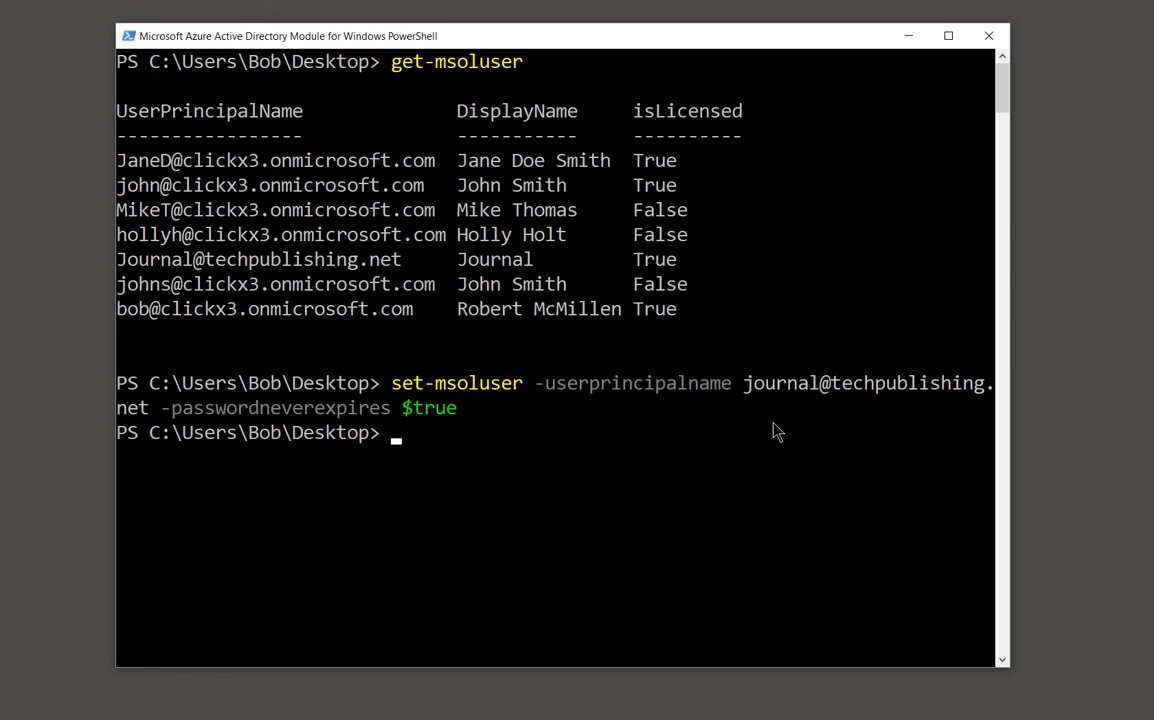 Microsoft Azure Active Directory Module for Windows PowerShell
PS C:\Users\Bob\Desktop> get-msoluser
UserPrincipalName DisplayName isLicensed
----------------- ----------- ----------
JaneD@clickx3.onmicrosoft.com Jane Doe Smith True
john@clickx3.onmicrosoft.com John Smith True
MikeT@clickx3.onmicrosoft.com Mike Thomas False
hollyh@clickx3.onmicrosoft.com Holly Holt False
Journal@techpublishing.net Journal True
johns@clickx3.onmicrosoft.com John Smith False
bob@clickx3.onmicrosoft.com Robert McMillen True
PS C:\Users\Bob\Desktop> set-msoluser -userprincipalname journal@techpublishing.
net -passwordneverexpires $true
PS C:\Users\Bob\Desktop>